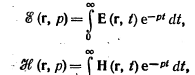 ℰ(r, p) = ∫₀^∞ E(r, t) e^{-pt} dt,
ℋ(r, p) = ∫₀^∞ H(r, t) e^{-pt} dt,